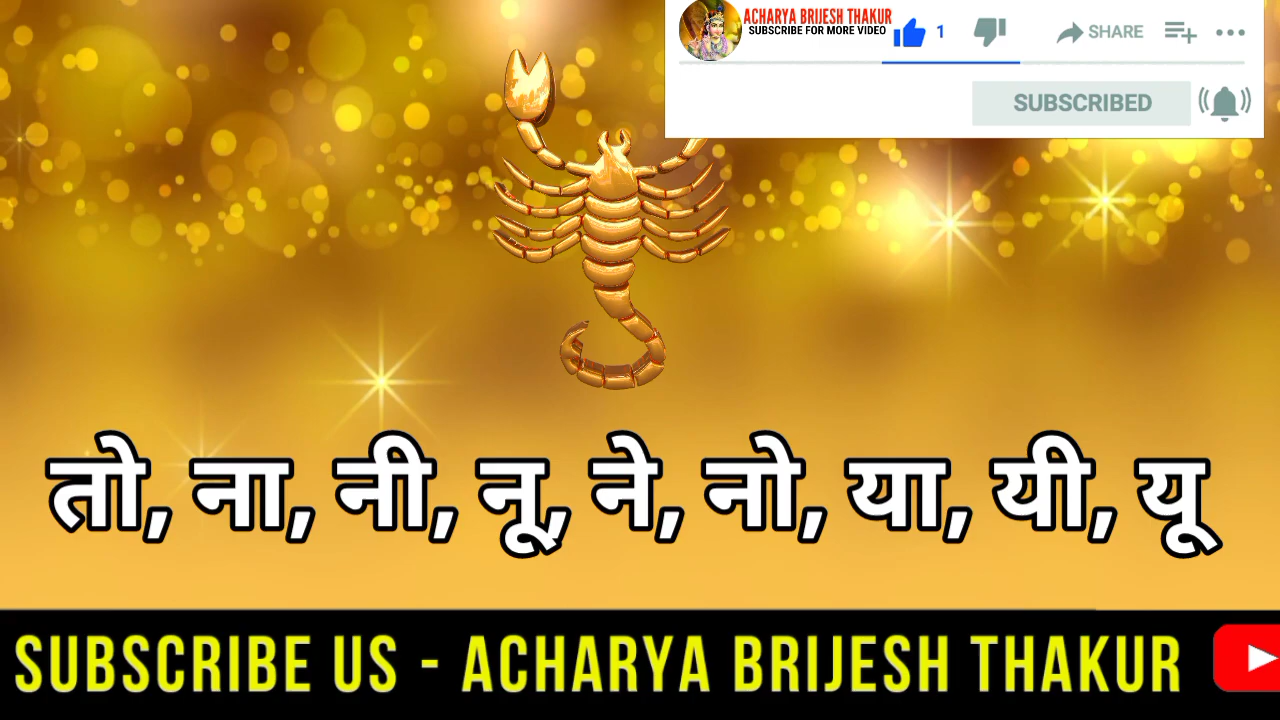 ACHARYA BRIJESH THAKUR
SUBSCRIBE FOR MORE VIDEO
1
SHARE
SUBSCRIBED
तो, ना, नी, नू, ने, नो, या, यी, यू
SUBSCRIBE US - ACHARYA BRIJESH THAKUR